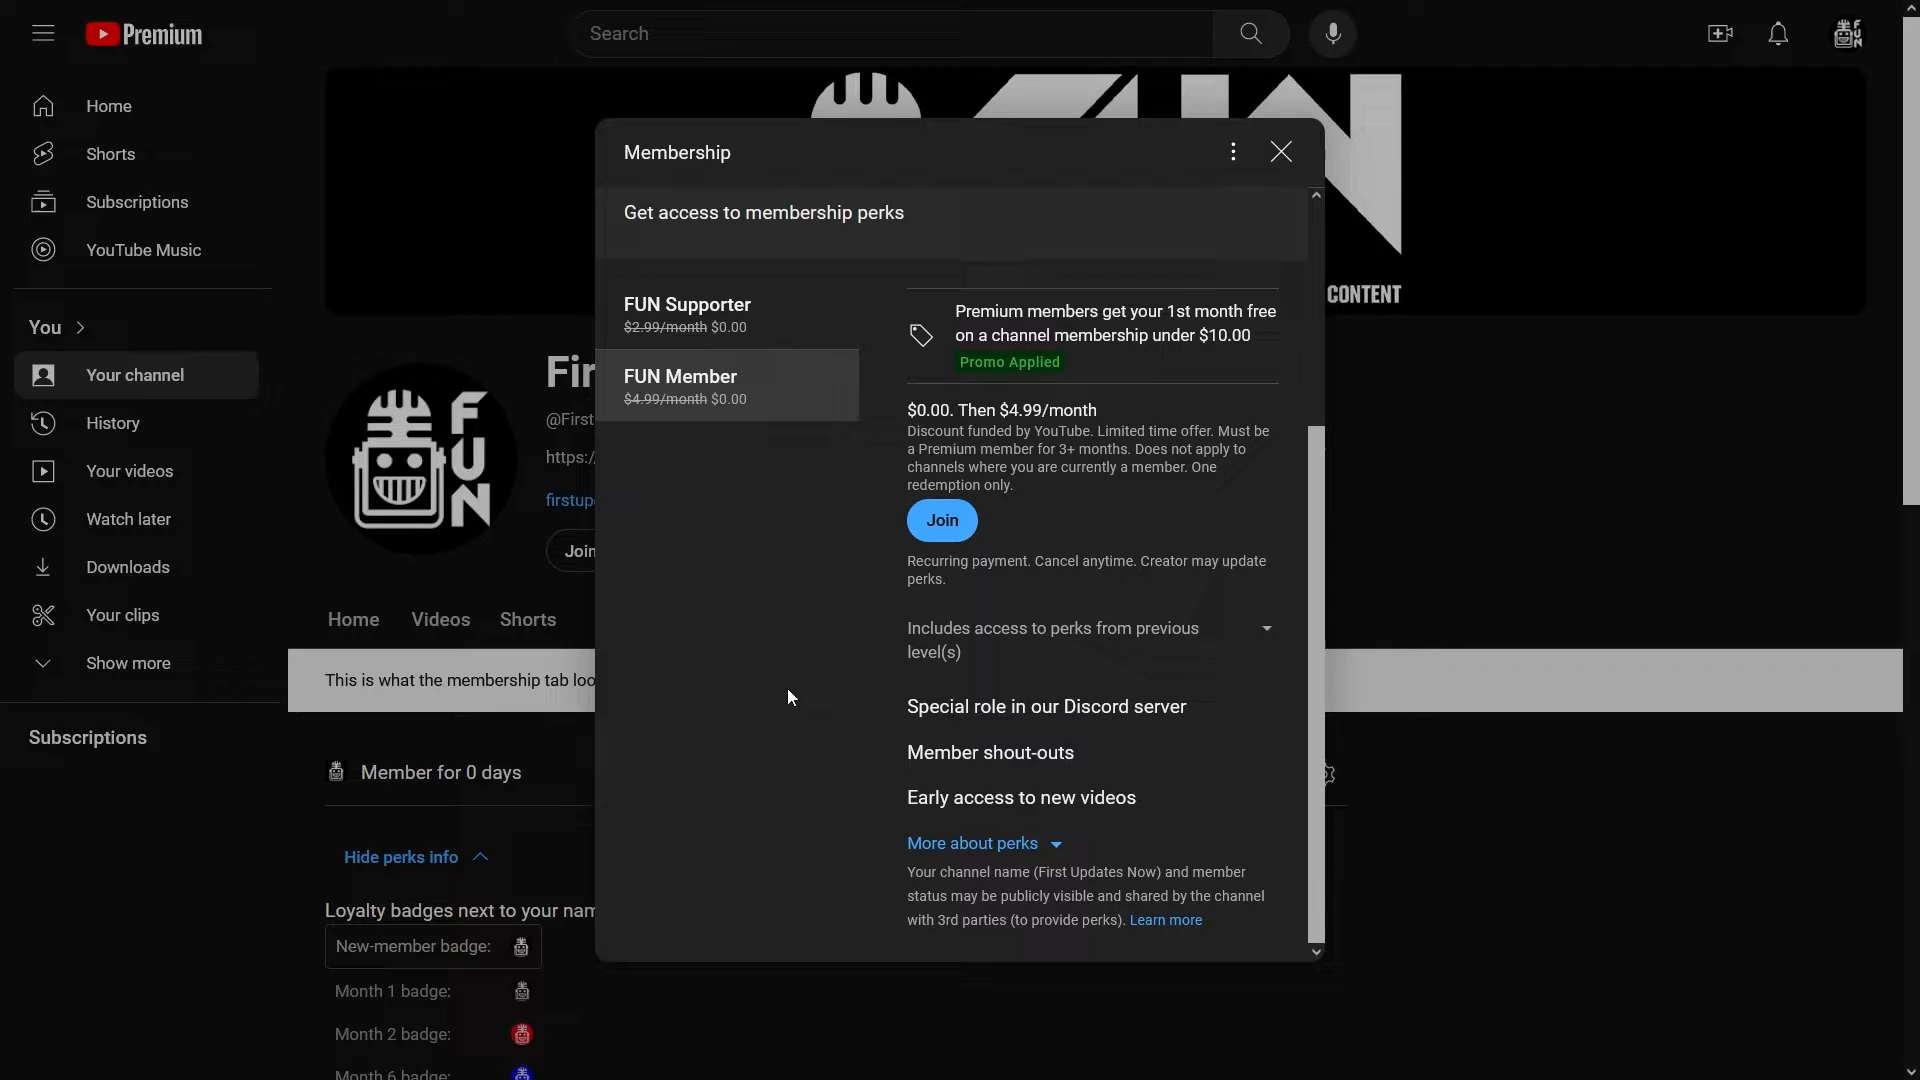 Premium
Search
FUN
Home
Shorts
Subscriptions
YouTube Music
You
Your channel
History
Your videos
Watch later
Downloads
Your clips
Show more
Subscriptions
CONTENT
FUN
Fir
@First
https:/
firstup
Join
Home Videos Shorts
This is what the membership tab loo
Member for 0 days
Hide perks info
Loyalty badges next to your nam
New-member badge:
Month 1 badge:
Month 2 badge:
Month 6 badge:
Membership
Get access to membership perks
FUN Supporter
$2.99/month $0.00
FUN Member
$4.99/month $0.00
Premium members get your 1st month free
on a channel membership under $10.00
Promo Applied
$0.00. Then $4.99/month
Discount funded by YouTube. Limited time offer. Must be
a Premium member for 3+ months. Does not apply to
channels where you are currently a member. One
redemption only.
Join
Recurring payment. Cancel anytime. Creator may update
perks.
Includes access to perks from previous
level(s)
Special role in our Discord server
Member shout-outs
Early access to new videos
More about perks
Your channel name (First Updates Now) and member
status may be publicly visible and shared by the channel
with 3rd parties (to provide perks). Learn more